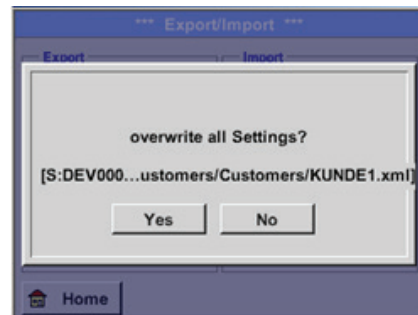 *** Export/Import ***
Export Import
overwrite all Settings?
[S:DEV000...ustomers/Customers/KUNDE1.xml]
Yes No
Home